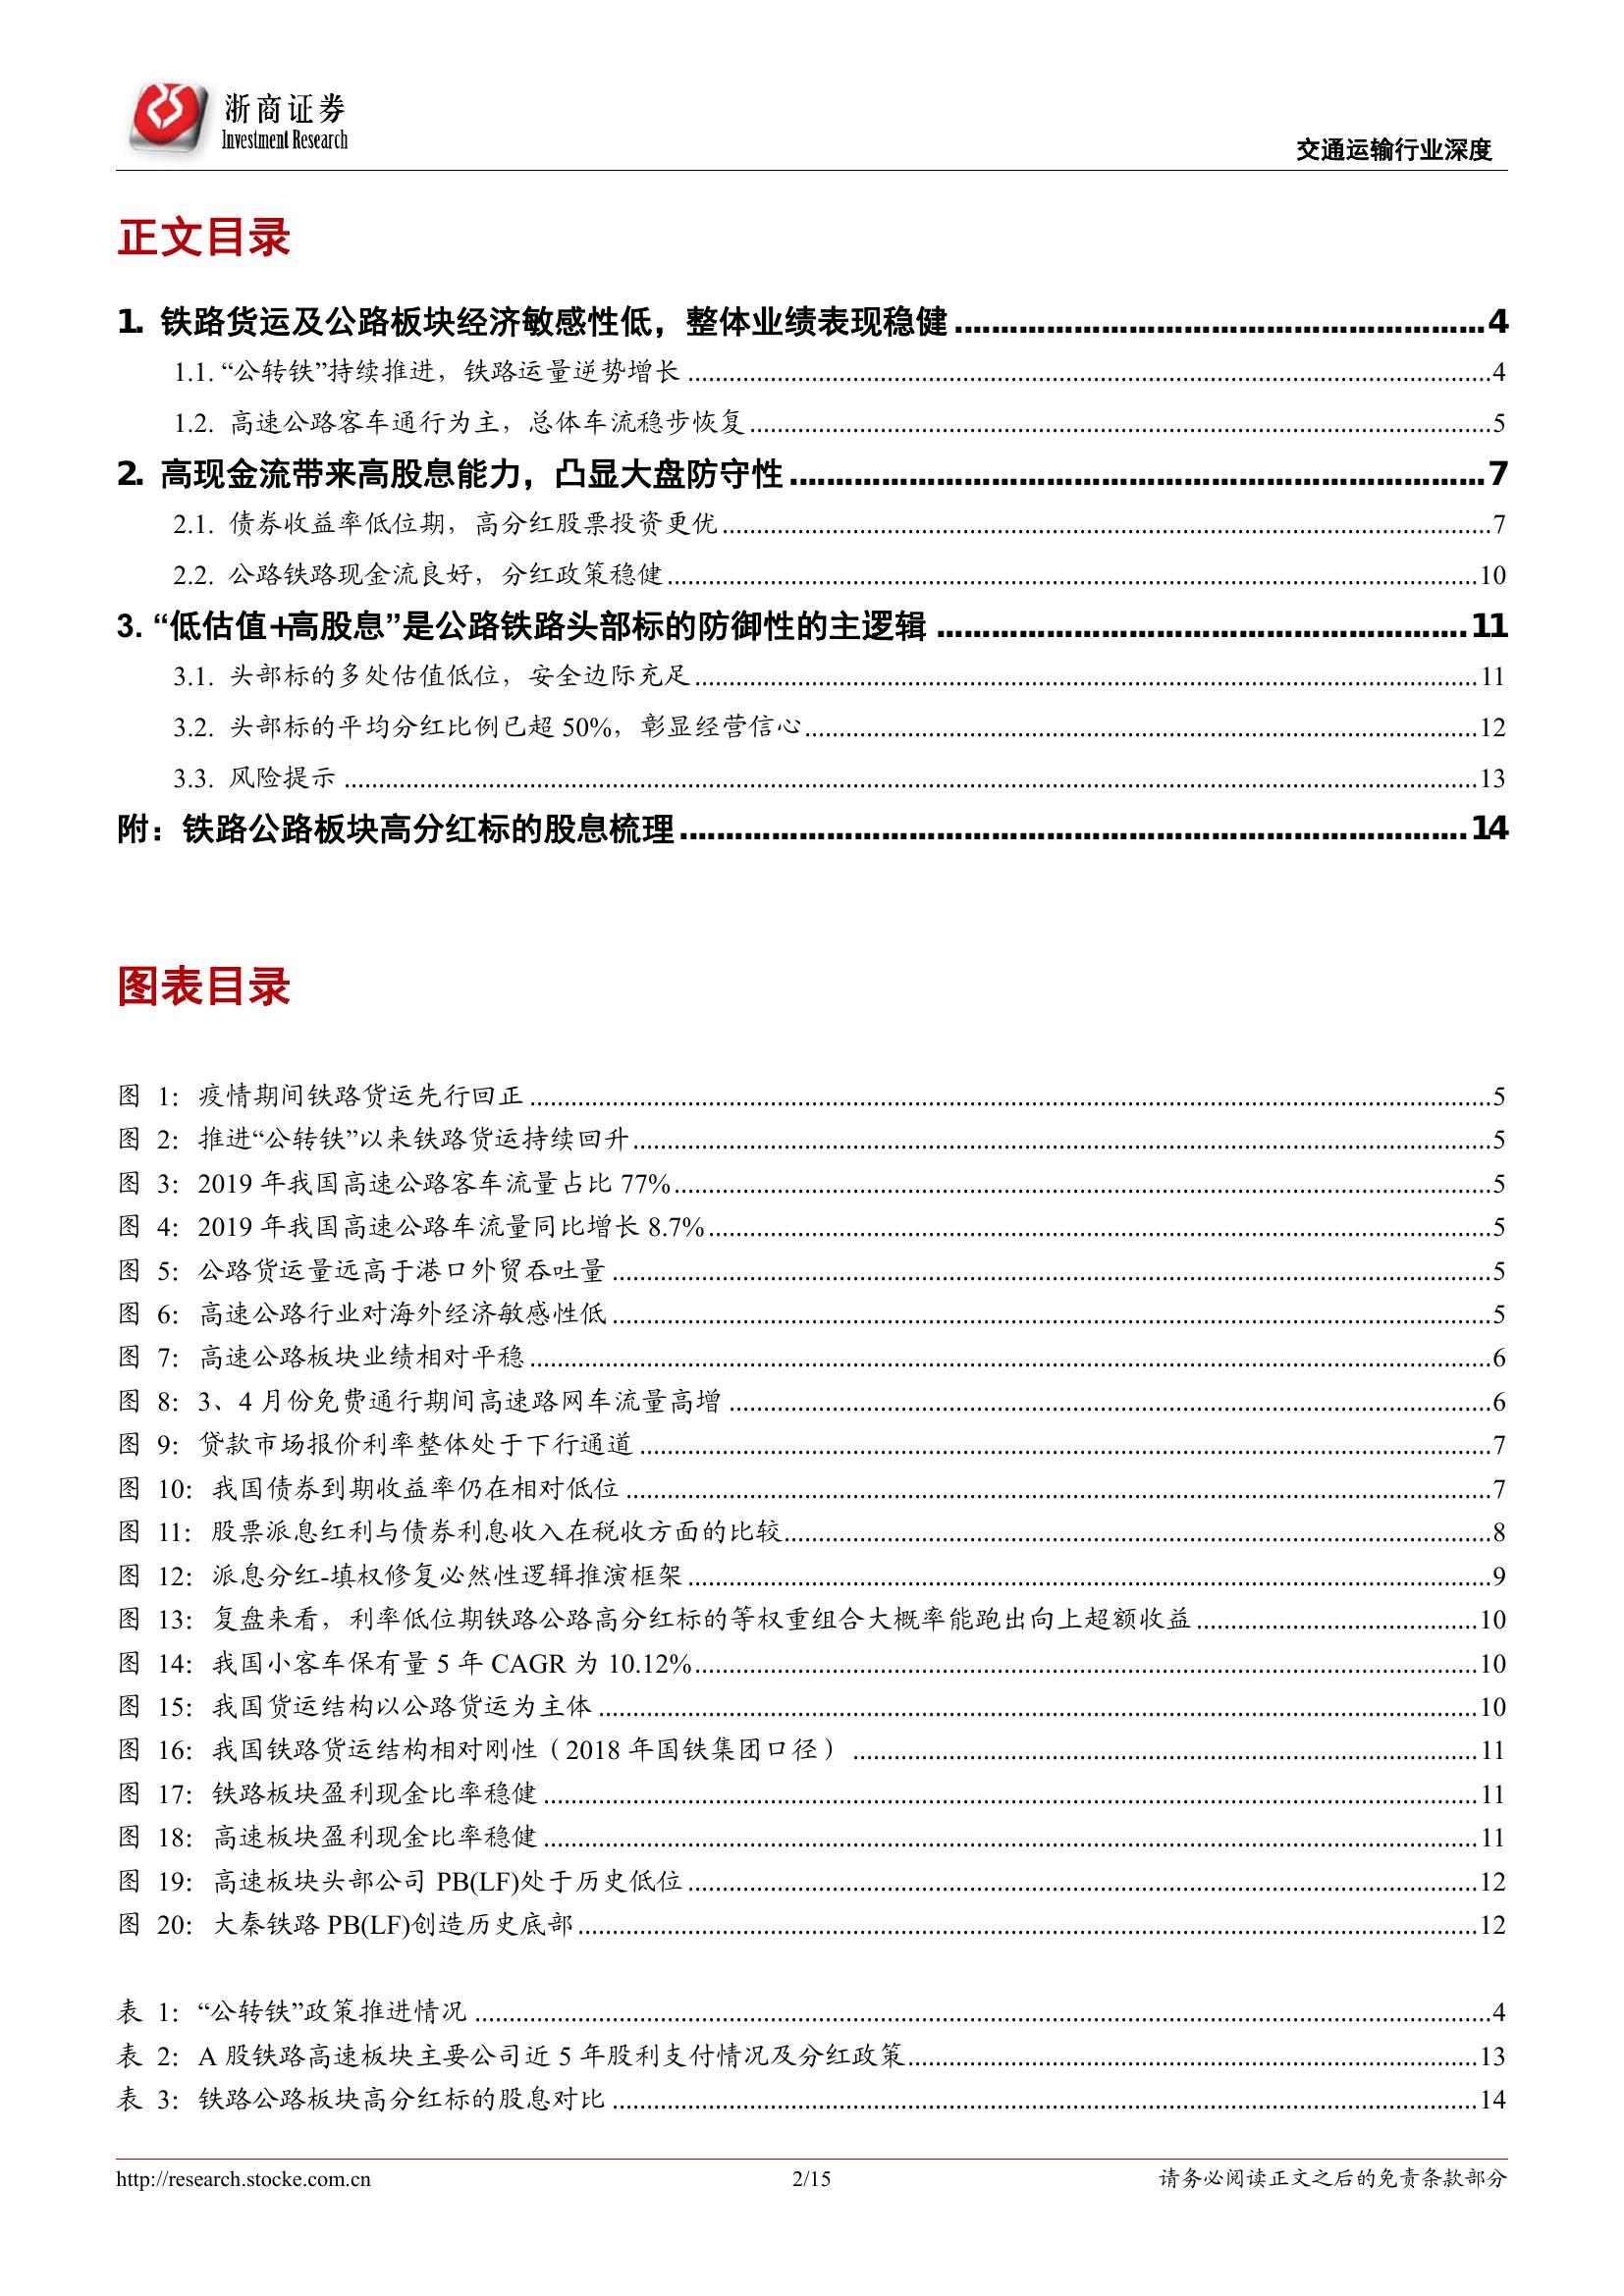 浙商证券
Investment Research
交通运输行业深度
正文目录
1. 铁路货运及公路板块经济敏感性低，整体业绩表现稳健 4
1.1. “公转铁”持续推进，铁路运量逆势增长 4
1.2. 高速公路客车通行为主，总体车流稳步恢复 5
2. 高现金流带来高股息能力，凸显大盘防守性 7
2.1. 债券收益率低位期，高分红股票投资更优 7
2.2. 公路铁路现金流良好，分红政策稳健 10
3. “低估值+高股息”是公路铁路头部标的防御性的主逻辑 11
3.1. 头部标的多处估值低位，安全边际充足 11
3.2. 头部标的平均分红比例已超 50%，彰显经营信心 12
3.3. 风险提示 13
附：铁路公路板块高分红标的股息梳理 14
图表目录
图 1：疫情期间铁路货运先行回正 5
图 2：推进“公转铁”以来铁路货运持续回升 5
图 3：2019 年我国高速公路客车流量占比 77% 5
图 4：2019 年我国高速公路车流量同比增长 8.7% 5
图 5：公路货运量远高于港口外贸吞吐量 5
图 6：高速公路行业对海外经济敏感性低 5
图 7：高速公路板块业绩相对平稳 6
图 8：3、4 月份免费通行期间高速路网车流量高增 6
图 9：贷款市场报价利率整体处于下行通道 7
图 10：我国债券到期收益率仍在相对低位 7
图 11：股票派息红利与债券利息收入在税收方面的比较 8
图 12：派息分红-填权修复必然性逻辑推演框架 9
图 13：复盘来看，利率低位期铁路公路高分红标的等权重组合大概率能跑出向上超额收益 10
图 14：我国小客车保有量 5 年 CAGR 为 10.12% 10
图 15：我国货运结构以公路货运为主体 10
图 16：我国铁路货运结构相对刚性（2018 年国铁集团口径） 11
图 17：铁路板块盈利现金比率稳健 11
图 18：高速板块盈利现金比率稳健 11
图 19：高速板块头部公司 PB(LF)处于历史低位 12
图 20：大秦铁路 PB(LF)创造历史底部 12
表 1：“公转铁”政策推进情况 4
表 2：A 股铁路高速板块主要公司近 5 年股利支付情况及分红政策 13
表 3：铁路公路板块高分红标的股息对比 14
http://research.stocke.com.cn 2/15 请务必阅读正文之后的免责条款部分